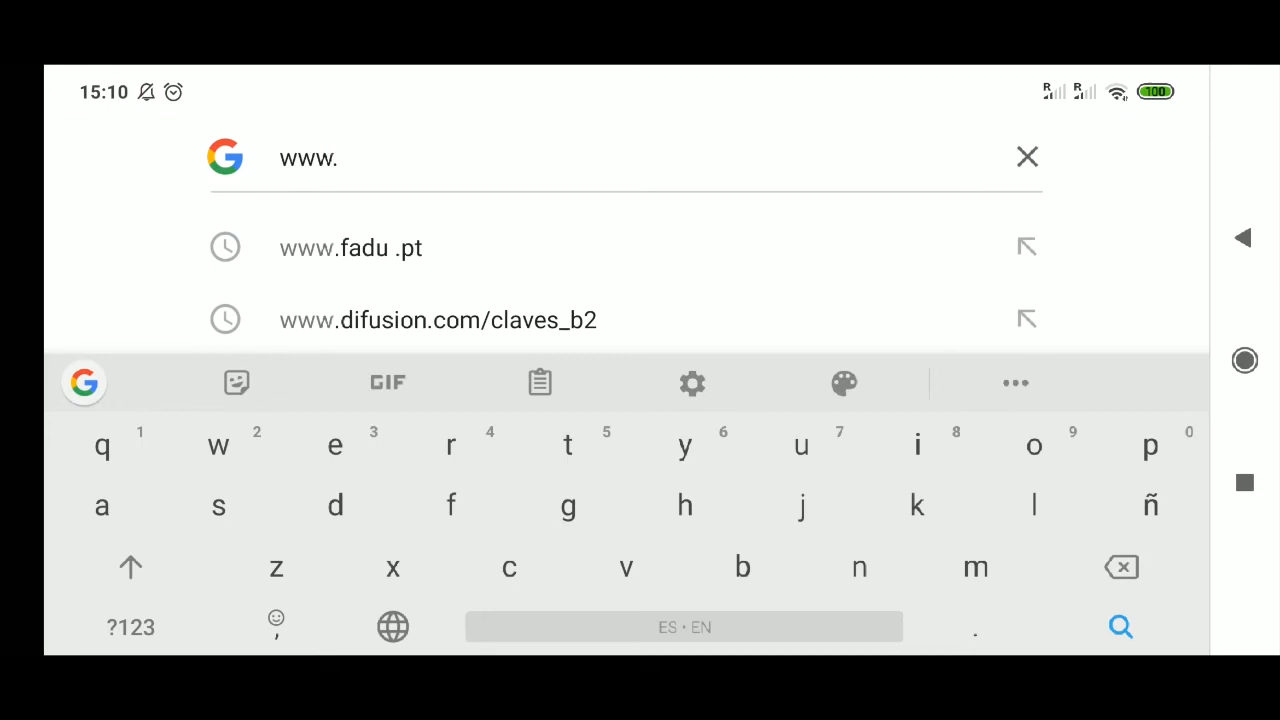 15:10 R R 100
www.
www.fadu .pt
www.difusion.com/claves_b2
GIF
q 1 w 2 e 3 r 4 t 5 y 6 u 7 i 8 o 9 p 0
a s d f g h j k l ñ
z x c v b n m
?123 , ES • EN .